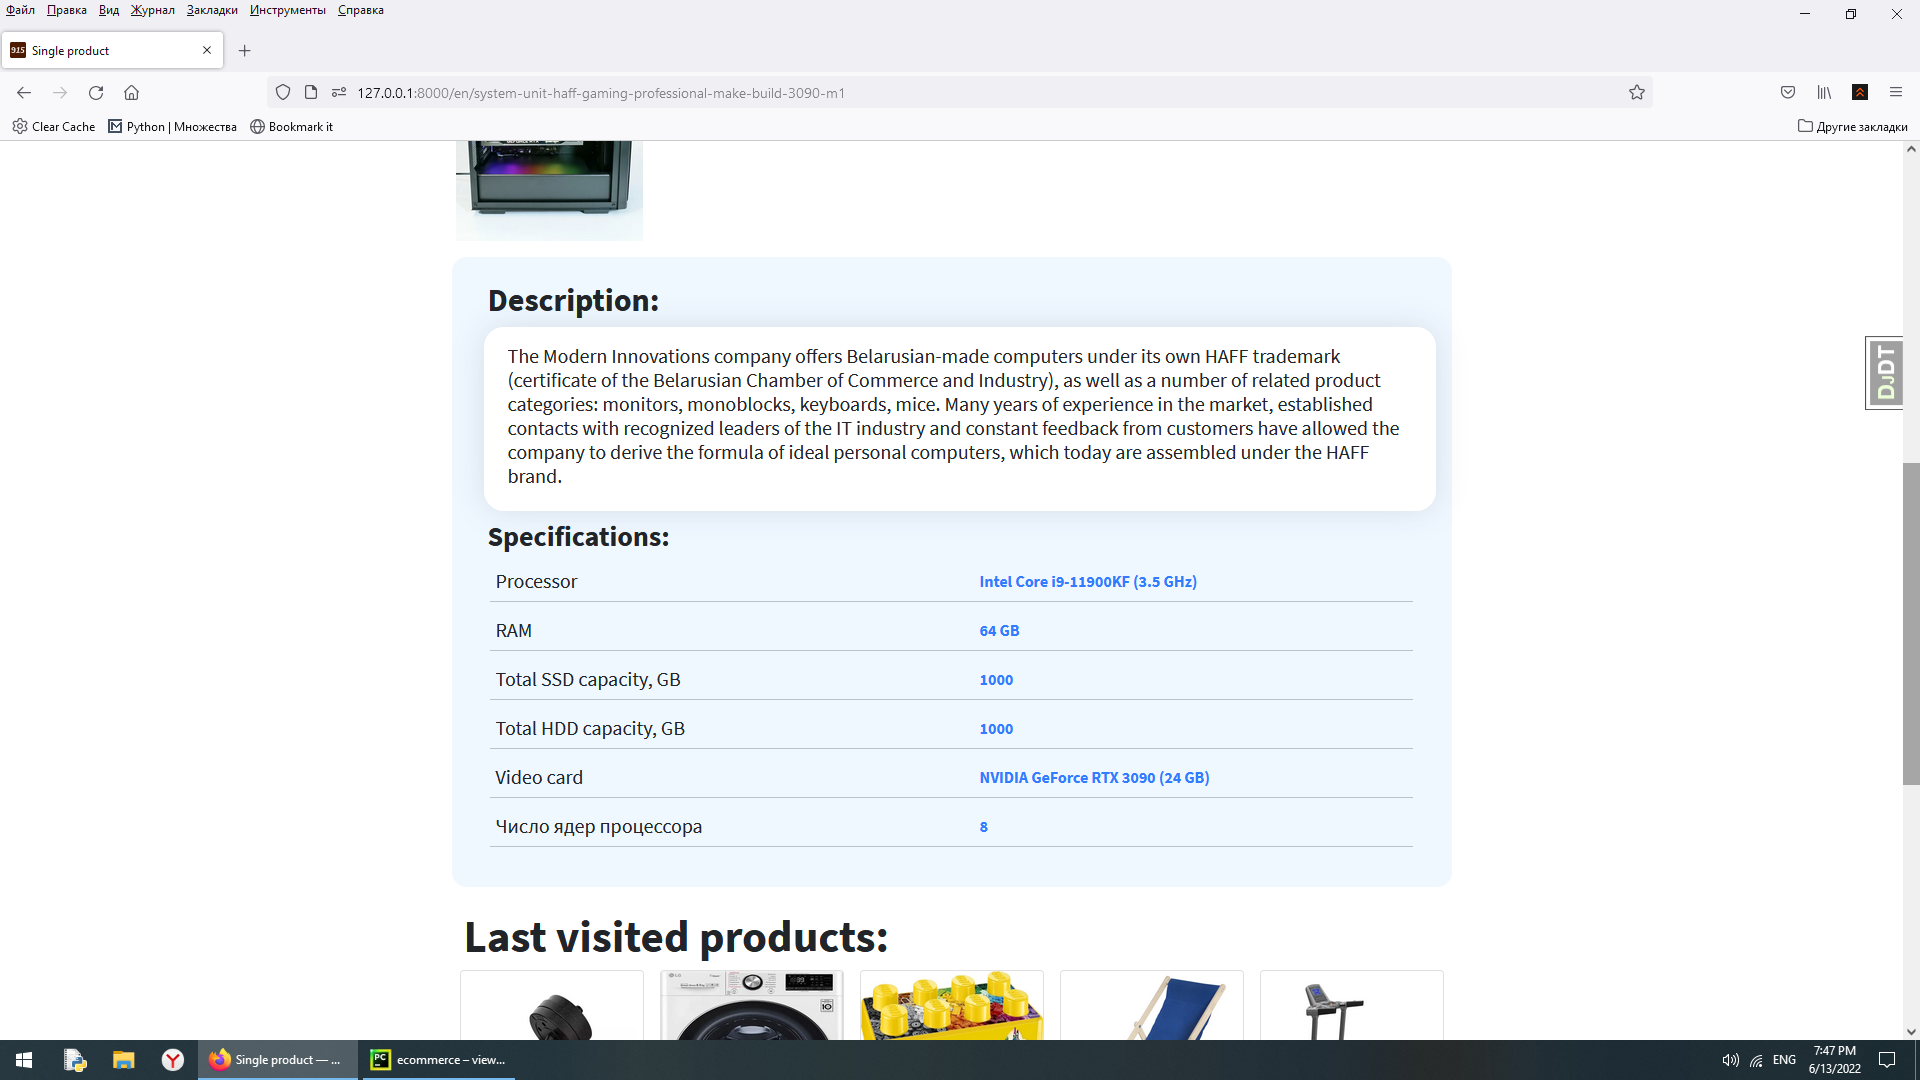 Файл Правка Вид Журнал Закладки Инструменты Справка
915 Single product
127.0.0.1:8000/en/system-unit-haff-gaming-professional-make-build-3090-m1
Clear Cache Python | Множества Bookmark it Другие закладки
Description:
The Modern Innovations company offers Belarusian-made computers under its own HAFF trademark
(certificate of the Belarusian Chamber of Commerce and Industry), as well as a number of related product
categories: monitors, monoblocks, keyboards, mice. Many years of experience in the market, established
contacts with recognized leaders of the IT industry and constant feedback from customers have allowed the
company to derive the formula of ideal personal computers, which today are assembled under the HAFF
brand.
DJDT
Specifications:
Processor Intel Core i9-11900KF (3.5 GHz)
RAM 64 GB
Total SSD capacity, GB 1000
Total HDD capacity, GB 1000
Video card NVIDIA GeForce RTX 3090 (24 GB)
Число ядер процессора 8
Last visited products:
LG
Single product — ... PC ecommerce – view... ENG 7:47 PM
6/13/2022